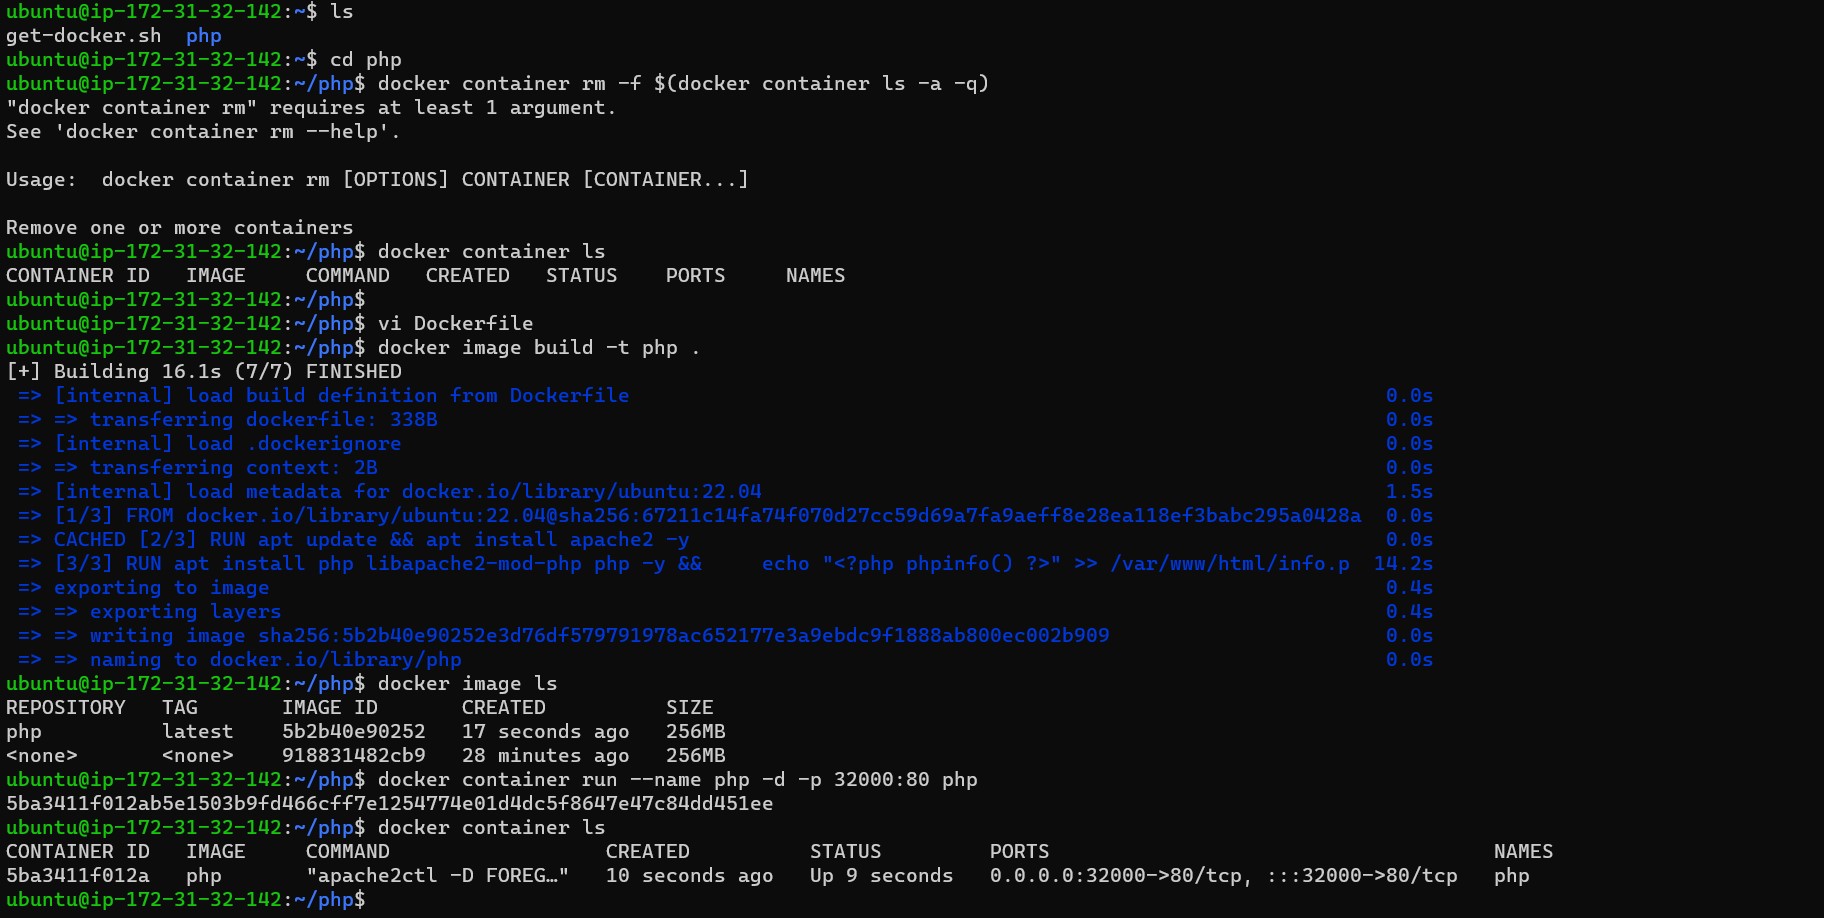 ubuntu@ip-172-31-32-142:~$ ls
get-docker.sh  php
ubuntu@ip-172-31-32-142:~$ cd php
ubuntu@ip-172-31-32-142:~/php$ docker container rm -f $(docker container ls -a -q)
"docker container rm" requires at least 1 argument.
See 'docker container rm --help'.

Usage:  docker container rm [OPTIONS] CONTAINER [CONTAINER...]

Remove one or more containers
ubuntu@ip-172-31-32-142:~/php$ docker container ls
CONTAINER ID   IMAGE     COMMAND   CREATED   STATUS    PORTS     NAMES
ubuntu@ip-172-31-32-142:~/php$
ubuntu@ip-172-31-32-142:~/php$ vi Dockerfile
ubuntu@ip-172-31-32-142:~/php$ docker image build -t php .
[+] Building 16.1s (7/7) FINISHED
 => [internal] load build definition from Dockerfile 0.0s
 => => transferring dockerfile: 338B 0.0s
 => [internal] load .dockerignore 0.0s
 => => transferring context: 2B 0.0s
 => [internal] load metadata for docker.io/library/ubuntu:22.04 1.5s
 => [1/3] FROM docker.io/library/ubuntu:22.04@sha256:67211c14fa74f070d27cc59d69a7fa9aeff8e28ea118ef3babc295a0428a 0.0s
 => CACHED [2/3] RUN apt update && apt install apache2 -y 0.0s
 => [3/3] RUN apt install php libapache2-mod-php php -y &&     echo "<?php phpinfo() ?>" >> /var/www/html/info.p 14.2s
 => exporting to image 0.4s
 => => exporting layers 0.4s
 => => writing image sha256:5b2b40e90252e3d76df579791978ac652177e3a9ebdc9f1888ab800ec002b909 0.0s
 => => naming to docker.io/library/php 0.0s
ubuntu@ip-172-31-32-142:~/php$ docker image ls
REPOSITORY   TAG       IMAGE ID       CREATED          SIZE
php          latest    5b2b40e90252   17 seconds ago   256MB
<none>       <none>    918831482cb9   28 minutes ago   256MB
ubuntu@ip-172-31-32-142:~/php$ docker container run --name php -d -p 32000:80 php
5ba3411f012ab5e1503b9fd466cff7e1254774e01d4dc5f8647e47c84dd451ee
ubuntu@ip-172-31-32-142:~/php$ docker container ls
CONTAINER ID   IMAGE     COMMAND                  CREATED          STATUS         PORTS                                     NAMES
5ba3411f012a   php       "apache2ctl -D FOREG…"   10 seconds ago   Up 9 seconds   0.0.0.0:32000->80/tcp, :::32000->80/tcp   php
ubuntu@ip-172-31-32-142:~/php$